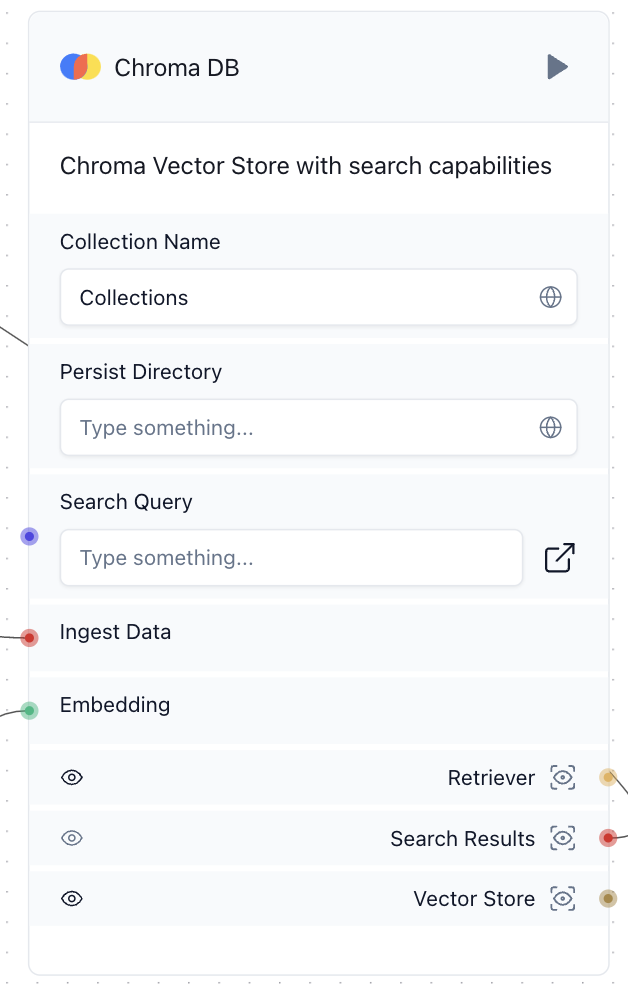 Chroma DB
Chroma Vector Store with search capabilities
Collection Name
Collections
Persist Directory
Type something...
Search Query
Type something...
Ingest Data
Embedding
Retriever
Search Results
Vector Store